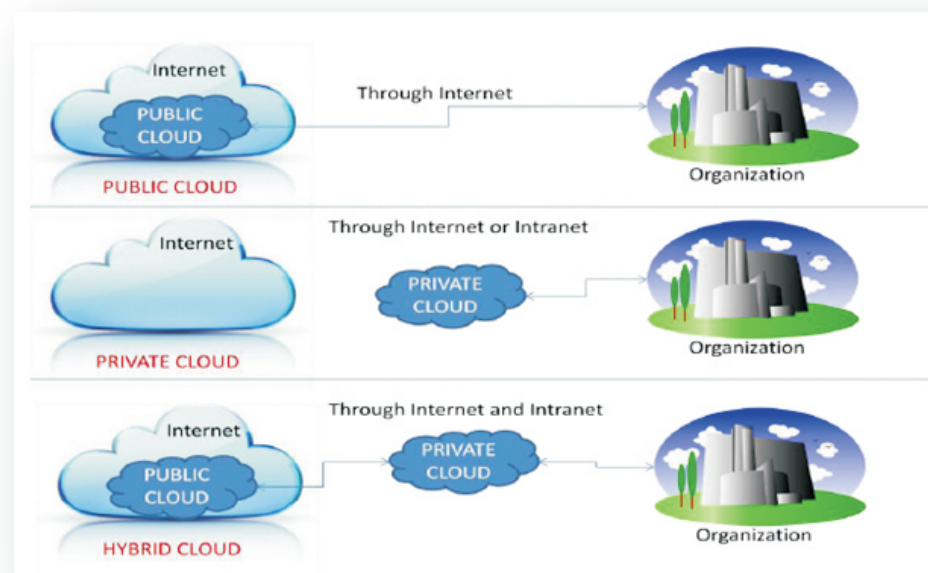 Internet
Through Internet
PUBLIC
CLOUD
Organization
PUBLIC CLOUD
Through Internet or Intranet
Internet
PRIVATE
CLOUD
Organization
PRIVATE CLOUD
Through Internet and Intranet
Internet
PRIVATE
CLOUD
PUBLIC
CLOUD
Organization
HYBRID CLOUD